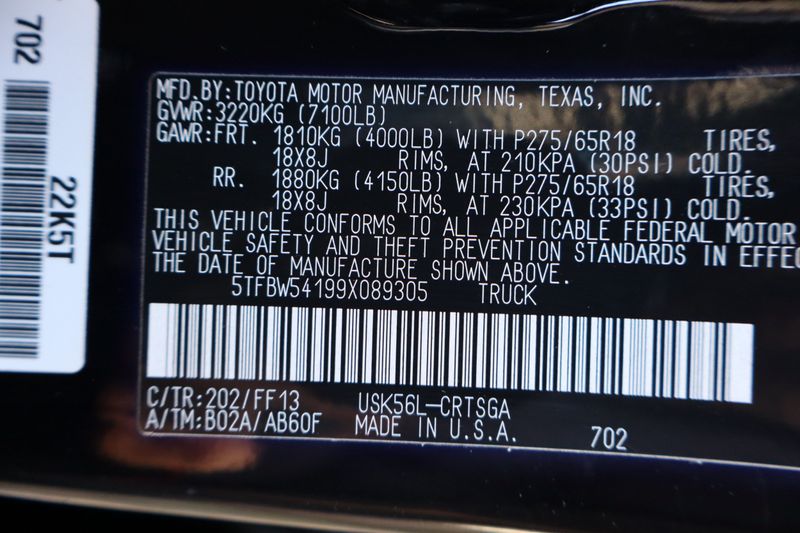 702
22K5T
MFD.BY:TOYOTA MOTOR MANUFACTURING, TEXAS, INC.
GVWR:3220KG (7100LB)
GAWR:FRT. 1810KG (4000LB) WITH P275/65R18 TIRES,
18X8J RIMS, AT 210KPA (30PSI) COLD.
RR. 1880KG (4150LB) WITH P275/65R18 TIRES,
18X8J RIMS, AT 230KPA (33PSI) COLD.
THIS VEHICLE CONFORMS TO ALL APPLICABLE FEDERAL MOTOR
VEHICLE SAFETY AND THEFT PREVENTION STANDARDS IN EFFEC
THE DATE OF MANUFACTURE SHOWN ABOVE.
5TFBW54199X089305 TRUCK
C/TR:202/FF13 USK56L-CRTSGA
A/TM:B02A/AB60F MADE IN U.S.A. 702